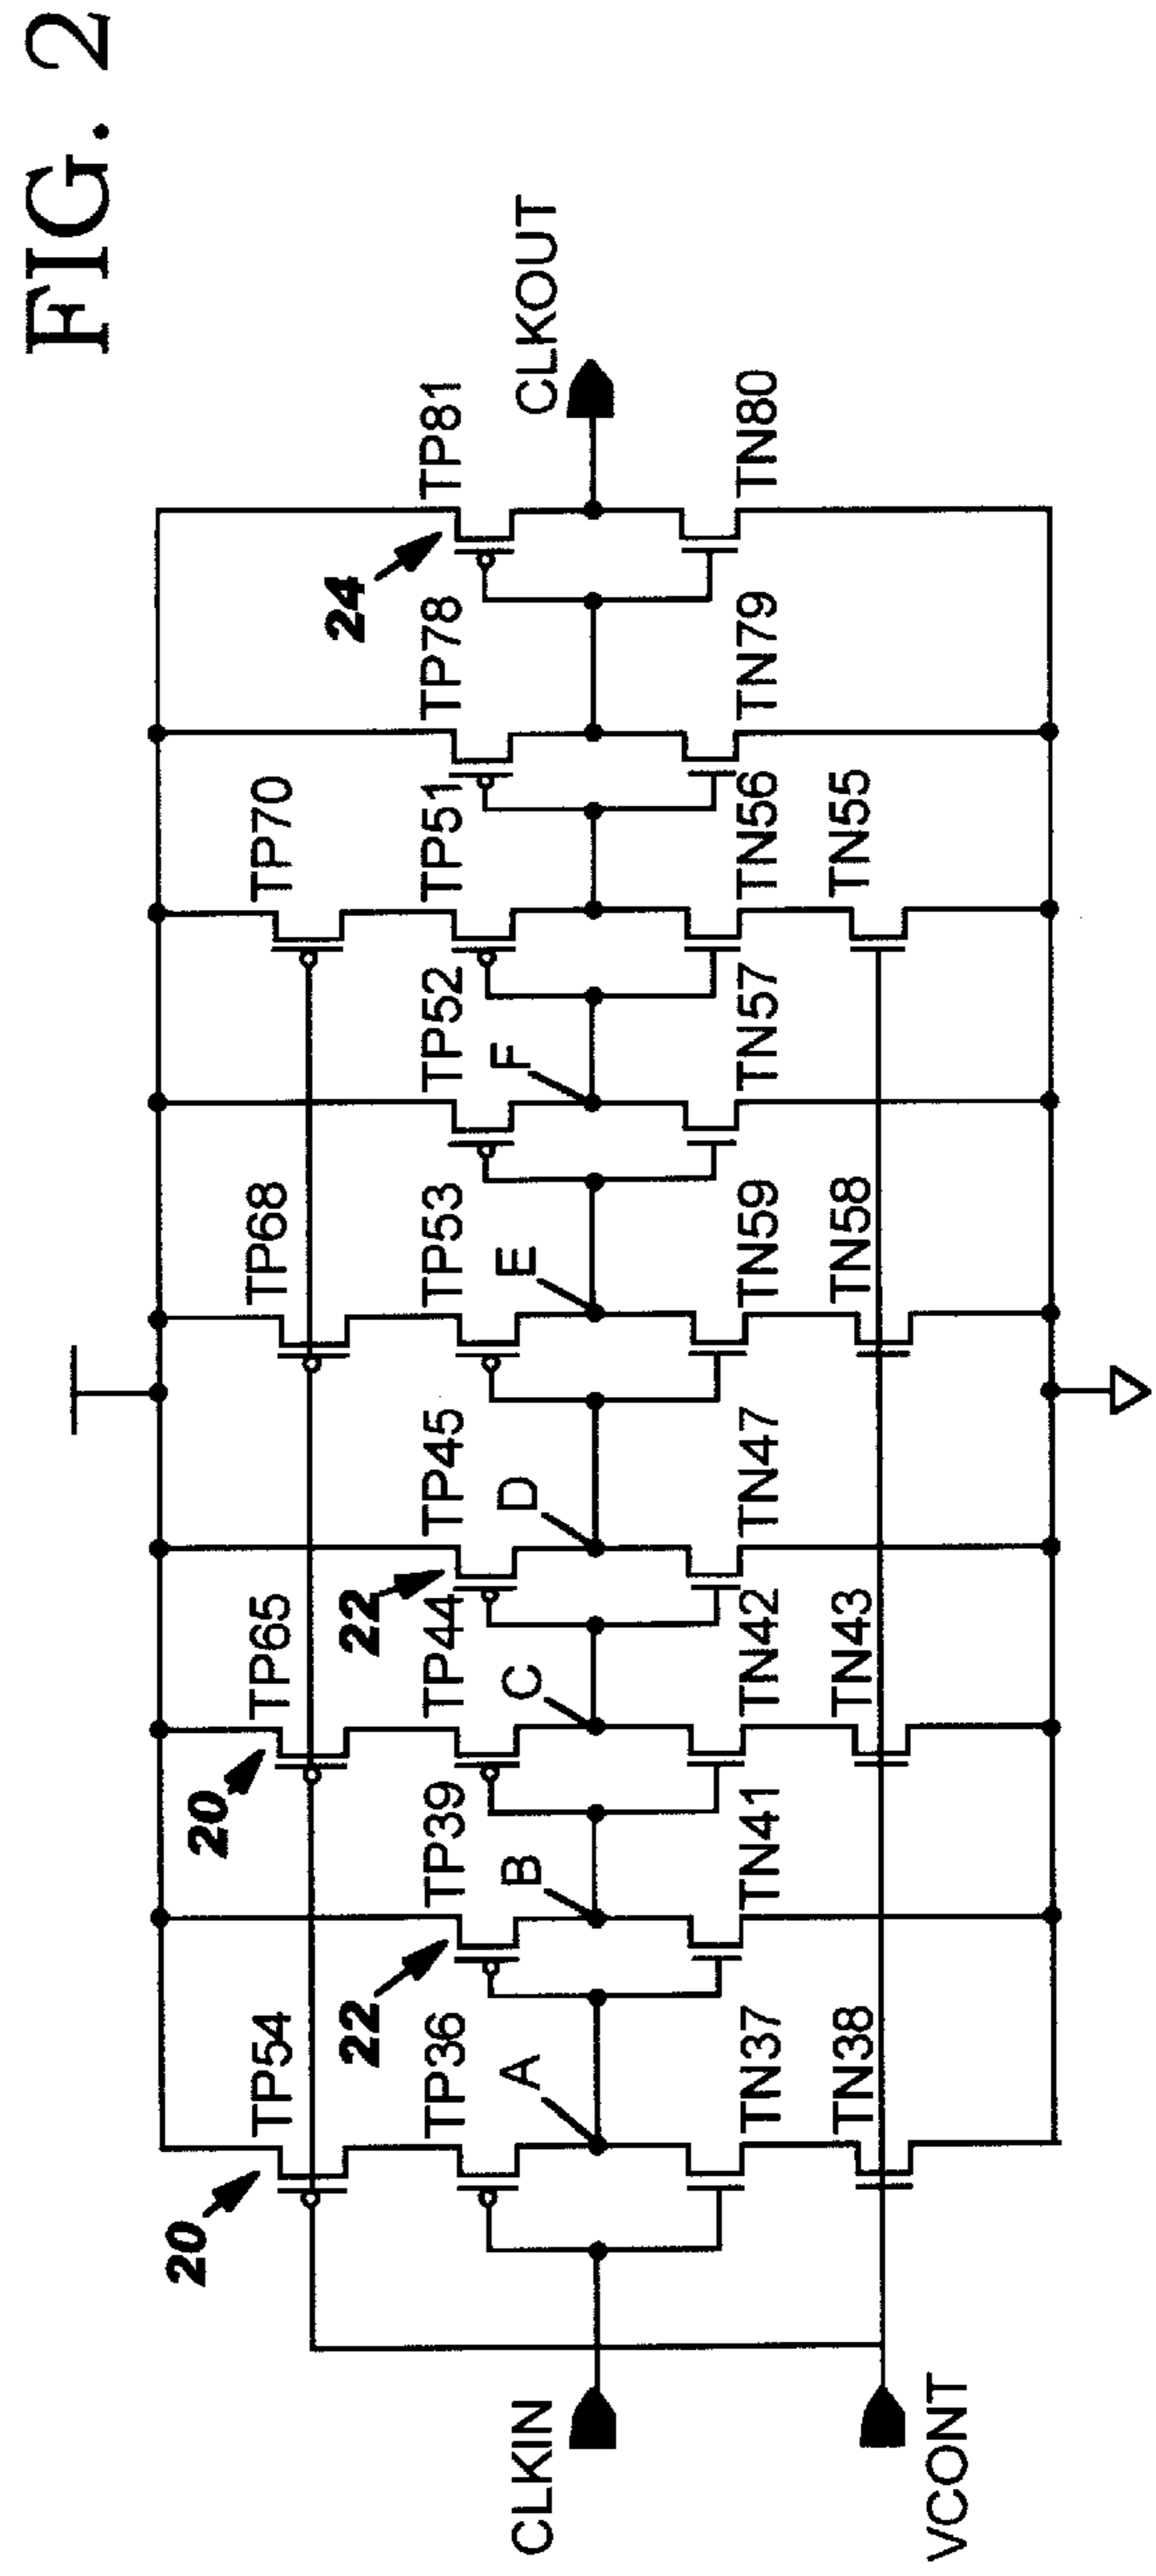 FIG. 2
TP54
TP65
TP68
TP70
20
20
22
22
24
TP36
TP39
TP44
TP45
TP53
TP52
TP51
TP78
TP81
CLKIN
A
B
C
D
E
F
CLKOUT
TN37
TN41
TN42
TN47
TN59
TN57
TN56
TN79
TN80
TN38
TN43
TN58
TN55
VCONT